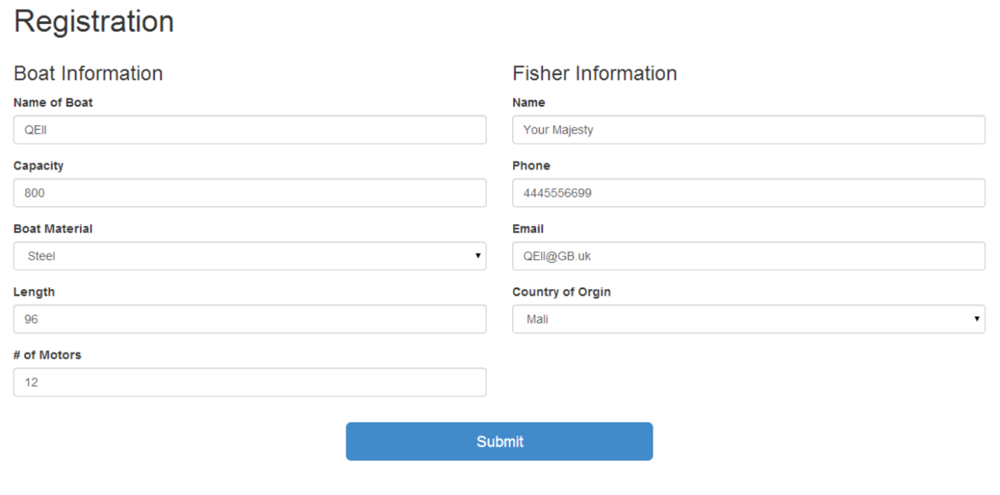 Registration
Boat Information
Name of Boat
QEII
Capacity
800
Boat Material
Steel
Length
96
# of Motors
12
Fisher Information
Name
Your Majesty
Phone
4445556699
Email
QEII@GB.uk
Country of Orgin
Mali
Submit